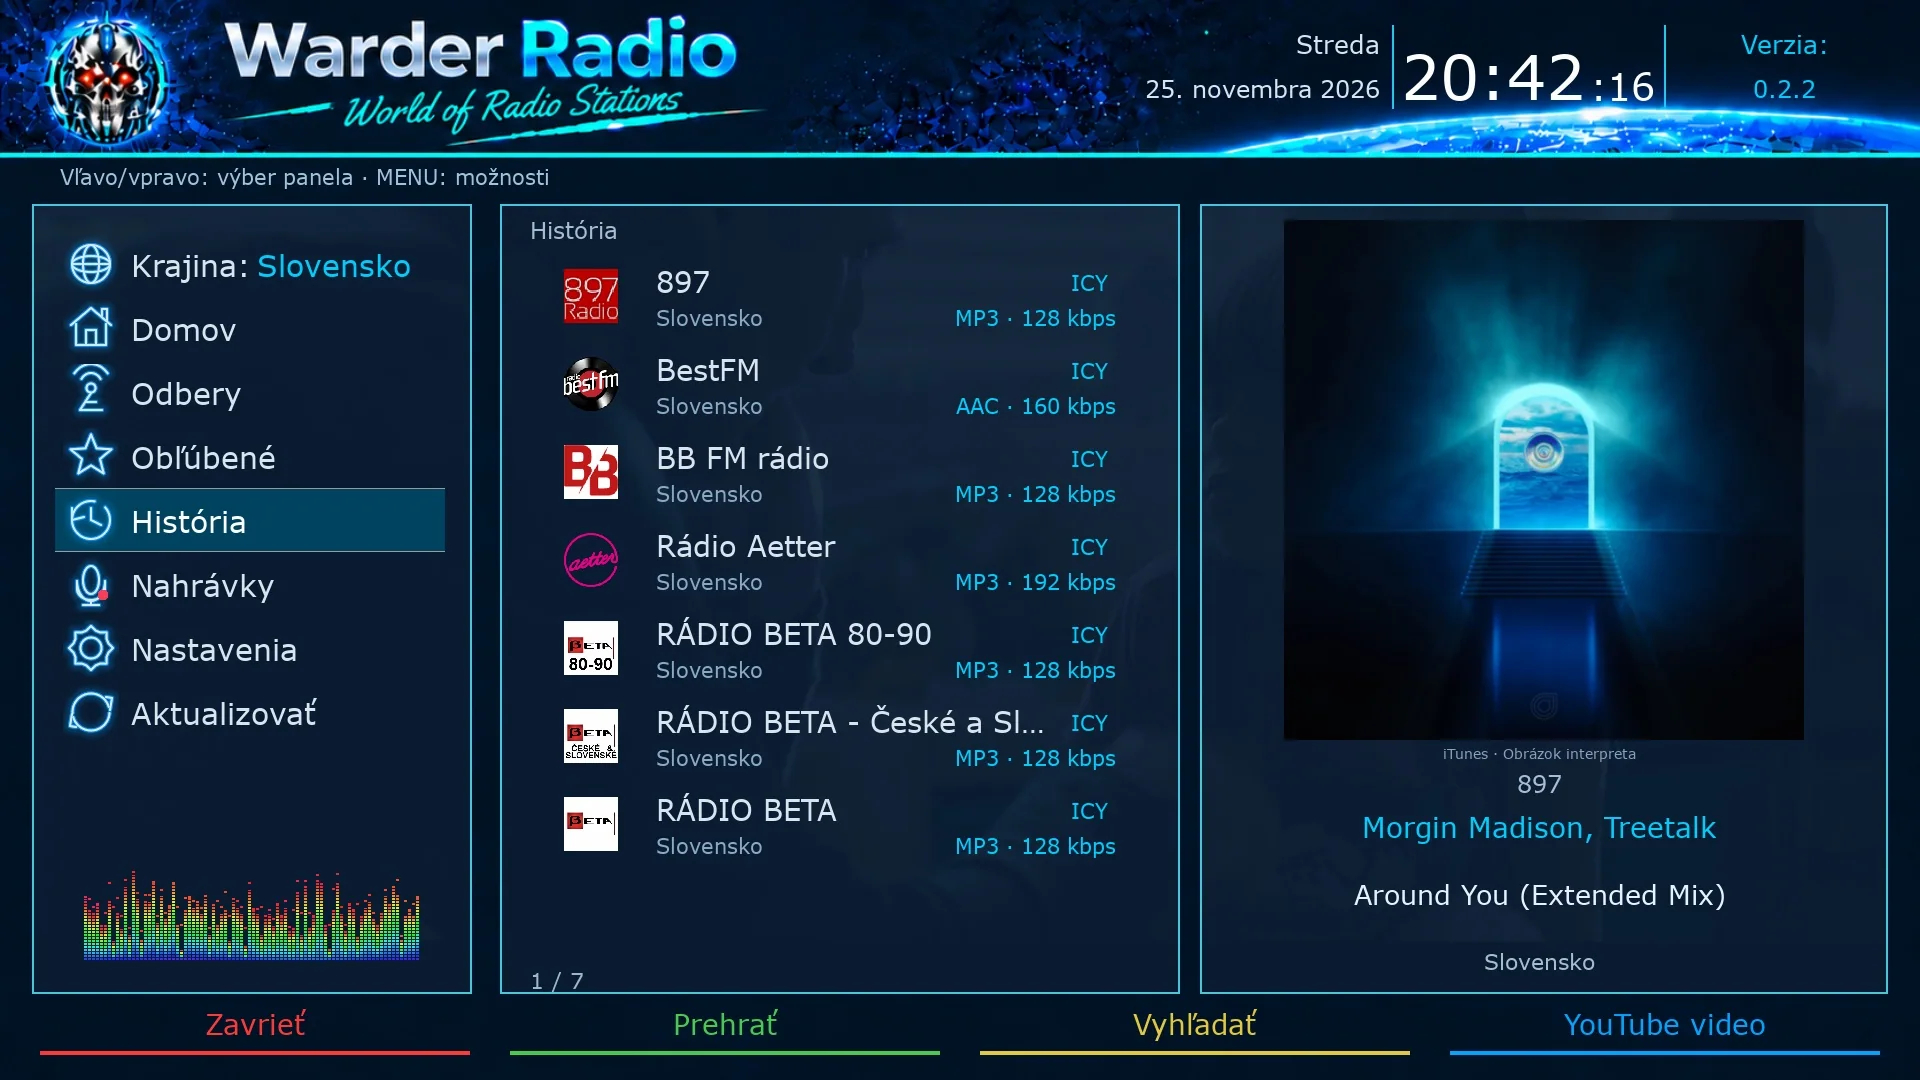 Warder Radio
World of Radio Stations
Streda
25. novembra 2026
20:42:16
Verzia:
0.2.2
Vľavo/vpravo: výber panela · MENU: možnosti
Krajina: Slovensko
Domov
Odbery
Obľúbené
História
Nahrávky
Nastavenia
Aktualizovať
História
897
Radio
897
ICY
Slovensko
MP3 · 128 kbps
radio
best fm
BestFM
ICY
Slovensko
AAC · 160 kbps
BB
BB FM rádio
ICY
Slovensko
MP3 · 128 kbps
aetter
Rádio Aetter
ICY
Slovensko
MP3 · 192 kbps
BETA
80-90
RÁDIO BETA 80-90
ICY
Slovensko
MP3 · 128 kbps
BETA
ČESKÉ &
SLOVENSKÉ
RÁDIO BETA - České a Sl...
ICY
Slovensko
MP3 · 128 kbps
BETA
RÁDIO BETA
ICY
Slovensko
MP3 · 128 kbps
1 / 7
iTunes · Obrázok interpreta
897
Morgin Madison, Treetalk
Around You (Extended Mix)
Slovensko
Zavrieť
Prehrať
Vyhľadať
YouTube video